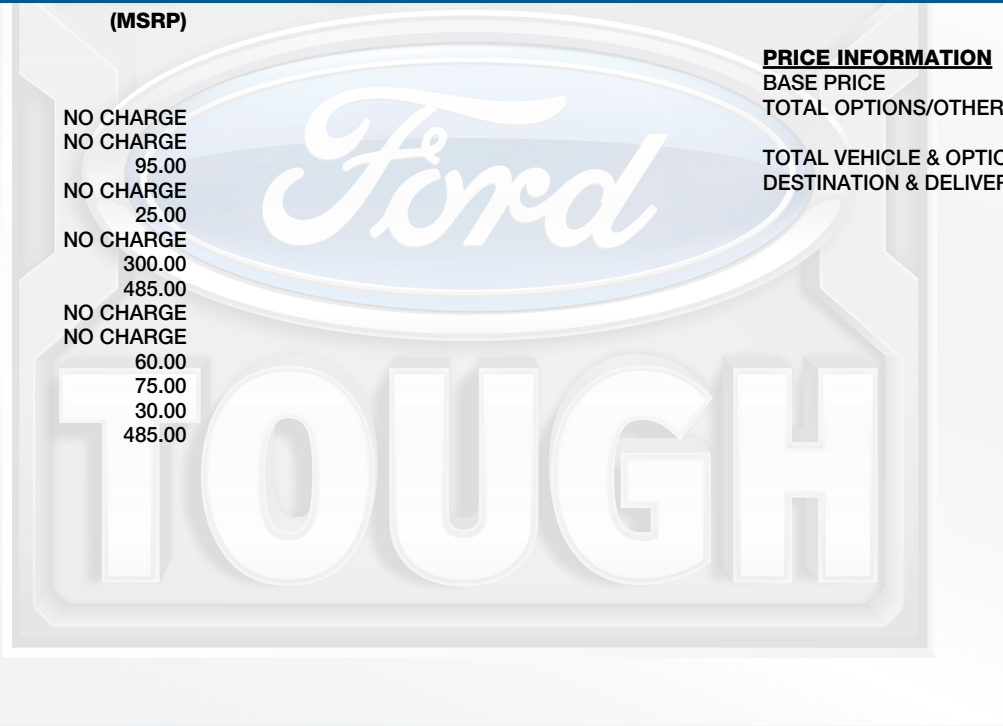 (MSRP)
NO CHARGE
NO CHARGE
95.00
NO CHARGE
25.00
NO CHARGE
300.00
485.00
NO CHARGE
NO CHARGE
60.00
75.00
30.00
485.00
PRICE INFORMATION
BASE PRICE
TOTAL OPTIONS/OTHER
TOTAL VEHICLE & OPTIO
DESTINATION & DELIVER
Ford
TOUGH